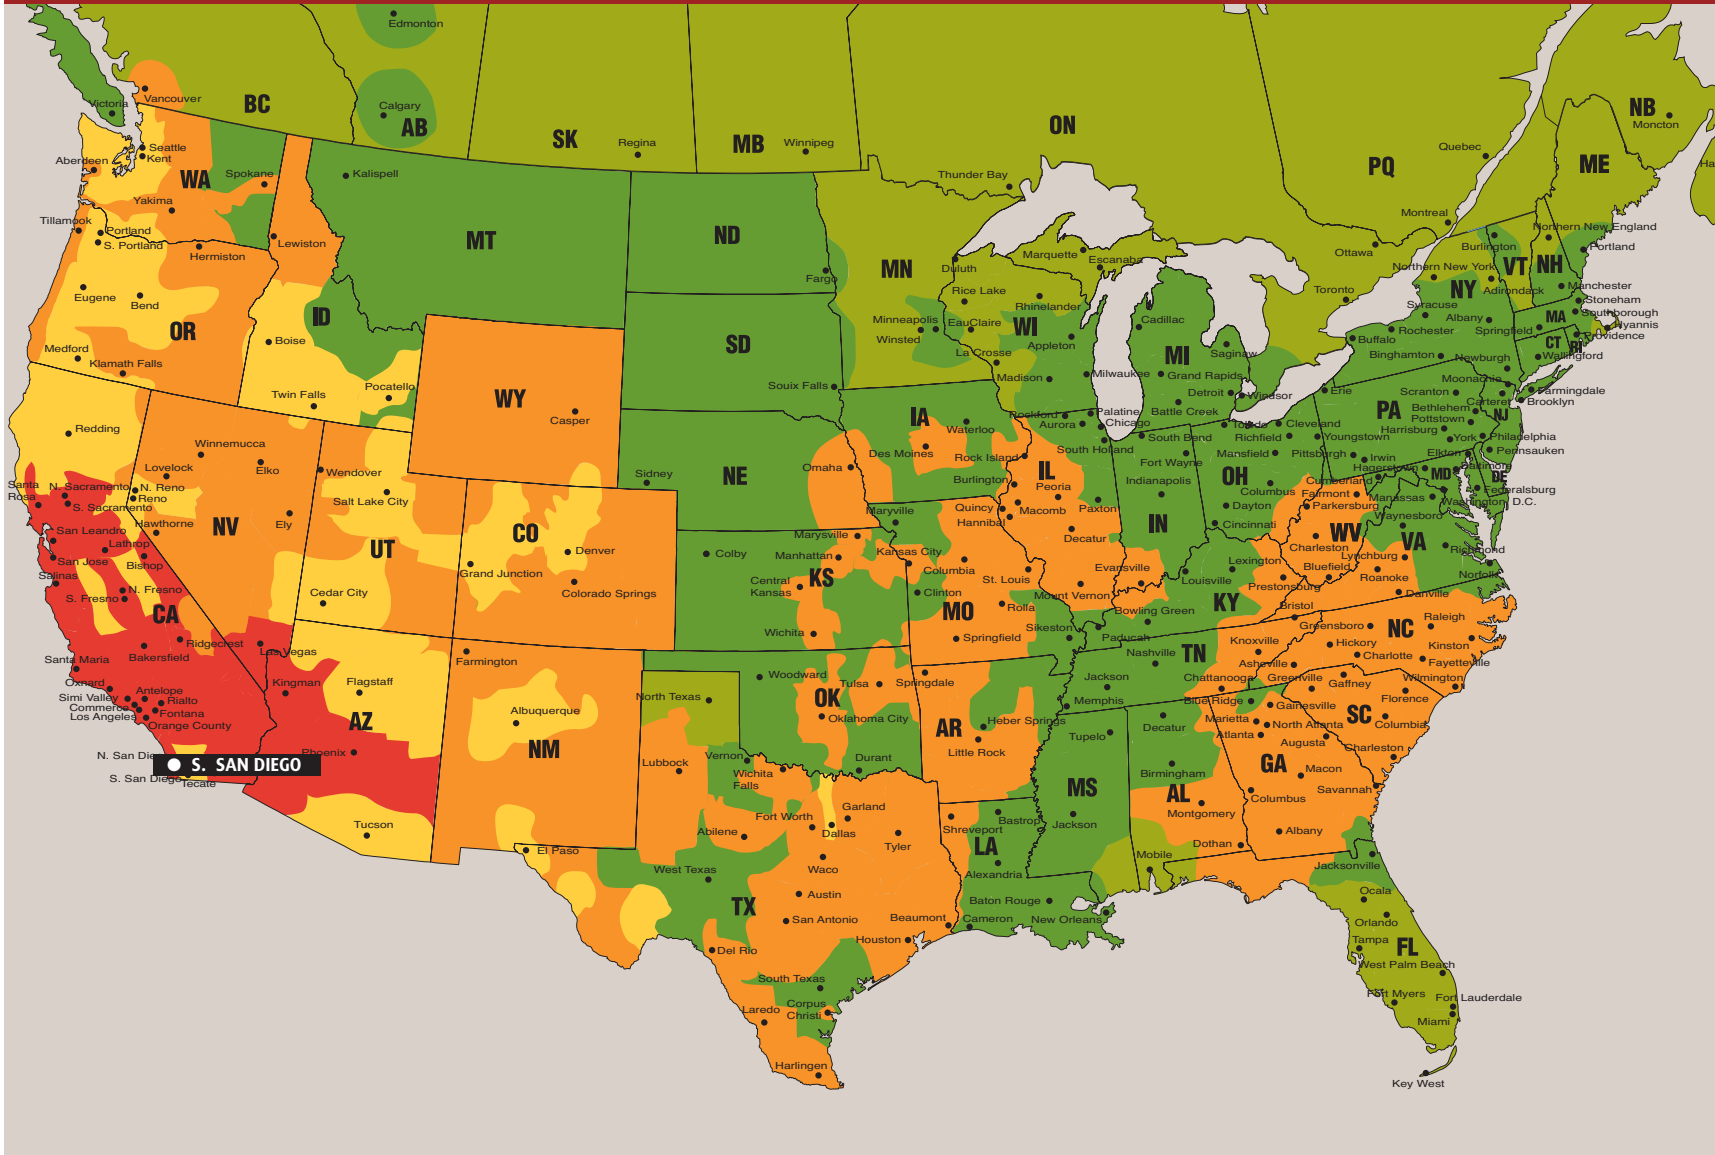 Edmonton
Vancouver
Victoria
BC
Calgary
AB
SK
Regina
MB
Winnipeg
ON
Thunder Bay
PQ
Quebec
Montreal
Ottawa
Toronto
NB
Moncton
Ha
ME
Seattle
Kent
Aberdeen
WA
Spokane
Yakima
Tillamook
Portland
S. Portland
Hermiston
Lewiston
Eugene
Bend
OR
Medford
Klamath Falls
ID
Boise
Twin Falls
Pocatello
Kalispell
MT
ND
Fargo
SD
Souix Falls
WY
Casper
MN
Duluth
Minneapolis
Winsted
Marquette
Escanaba
Rice Lake
Rhinelander
EauClaire
WI
La Crosse
Appleton
Madison
Milwaukee
Cadillac
MI
Saginaw
Grand Rapids
Detroit
Windsor
Battle Creek
Northern New England
Burlington
Portland
VT
NH
Northern New York
NY
Adirondack
Manchester
Stoneham
Southborough
Hyannis
Syracuse
Albany
MA
Springfield
Providence
Rochester
Buffalo
CT
RI
Wallingford
Binghamton
Newburgh
Moonachie
Farmingdale
Brooklyn
Scranton
Carteret
Erie
PA
Bethlehem
Pottstown
NJ
Harrisburg
York
Philadelphia
Pennsauken
Pittsburgh
Irwin
Elkton
Hagerstown
Baltimore
MD
DE
Cumberland
Federalsburg
Washington D.C.
Manassas
Redding
Santa
Rosa
N. Sacramento
S. Sacramento
San Leandro
Lathrop
San Jose
Bishop
Salinas
N. Fresno
S. Fresno
CA
Bakersfield
Ridgecrest
Santa Maria
Oxnard
Antelope
Simi Valley
Rialto
Commerce
Fontana
Los Angeles
Orange County
N. San Die
S. SAN DIEGO
S. San Diego
Tecate
Winnemucca
Lovelock
Elko
N. Reno
Reno
Hawthorne
NV
Ely
Las Vegas
Wendover
Salt Lake City
UT
Cedar City
CO
Denver
Grand Junction
Colorado Springs
Kingman
Flagstaff
AZ
Phoenix
Tucson
Farmington
Albuquerque
NM
Sidney
NE
Omaha
IA
Waterloo
Des Moines
Rock Island
Burlington
Colby
Marysville
Manhattan
Central
Kansas
KS
Wichita
Maryville
Kansas City
Columbia
Clinton
MO
St. Louis
Rolla
Springfield
Sikeston
Quincy
Hannibal
Rockford
Palatine
Aurora
Chicago
South Holland
IL
Peoria
Macomb
Paxton
Decatur
Mount Vernon
South Bend
Fort Wayne
Indianapolis
IN
Evansville
Toledo
Cleveland
Richfield
Youngstown
Mansfield
OH
Columbus
Dayton
Cincinnati
Fairmont
Parkersburg
WV
Charleston
Bluefield
Waynesboro
VA
Richmond
Lynchburg
Roanoke
Norfolk
Danville
Lexington
Louisville
Prestonsburg
KY
Bowling Green
Paducah
Bristol
Nashville
TN
Knoxville
Jackson
Memphis
Chattanooga
Greensboro
Raleigh
NC
Hickory
Kinston
Charlotte
Fayetteville
Asheville
Wilmington
Greenville
Gaffney
Florence
SC
Columbia
Charleston
Woodward
Tulsa
OK
Oklahoma City
Durant
Springdale
AR
Heber Springs
Little Rock
North Texas
Lubbock
Vernon
Wichita
Falls
Abilene
Fort Worth
Garland
Dallas
Tyler
Waco
El Paso
West Texas
TX
Austin
San Antonio
Beaumont
Houston
Del Rio
South Texas
Corpus
Christi
Laredo
Harlingen
Shreveport
Bastrop
LA
Alexandria
Baton Rouge
New Orleans
Cameron
Tupelo
MS
Jackson
Decatur
Birmingham
AL
Montgomery
Dothan
Mobile
Blue Ridge
Gainesville
Marietta
North Atlanta
Atlanta
Augusta
GA
Macon
Columbus
Savannah
Albany
Jacksonville
Ocala
Orlando
Tampa
FL
West Palm Beach
Fort Myers
Fort Lauderdale
Miami
Key West